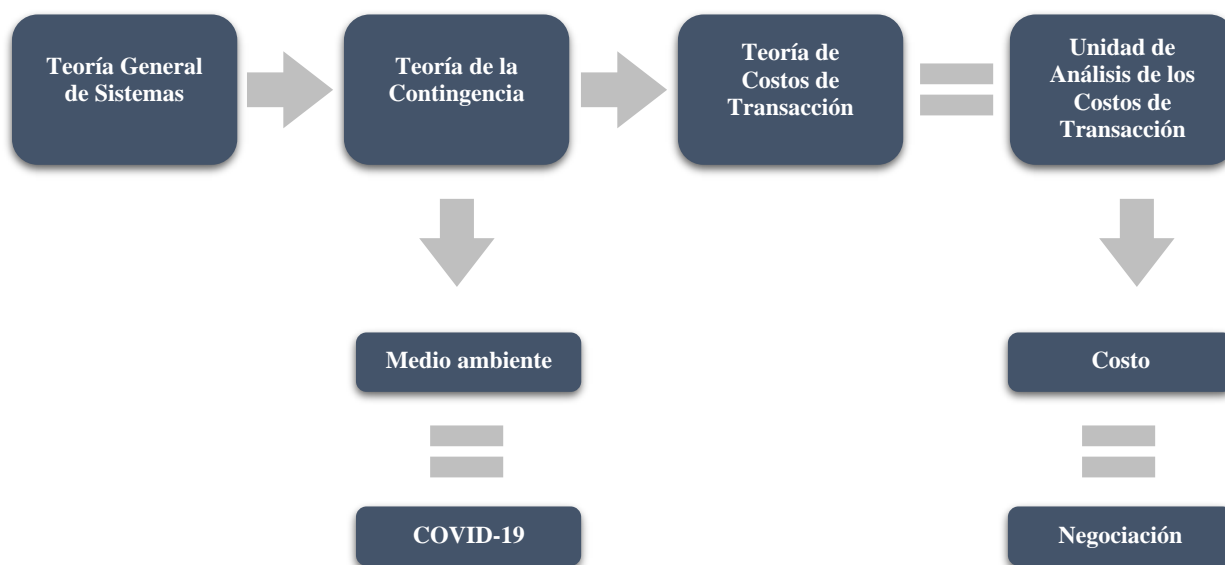 Teoría General
de Sistemas
Teoría de la
Contingencia
Teoría de
Costos de
Transacción
Unidad de
Análisis de los
Costos de
Transacción
Medio ambiente
Costo
COVID-19
Negociación